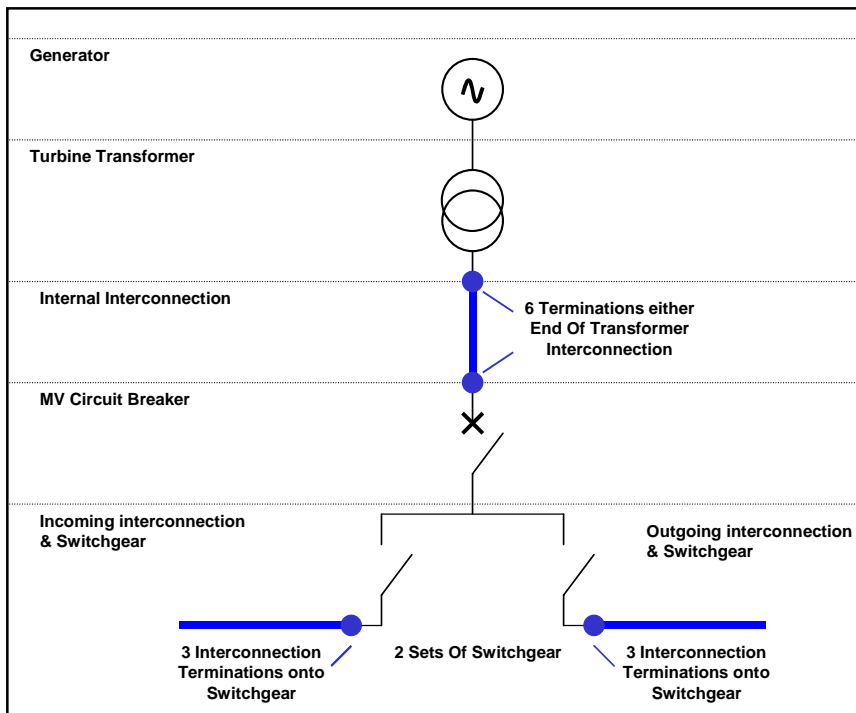 Generator
Turbine Transformer
Internal Interconnection
6 Terminations either
End Of Transformer
Interconnection
MV Circuit Breaker
Incoming interconnection
& Switchgear
Outgoing interconnection
& Switchgear
3 Interconnection
Terminations onto
Switchgear
2 Sets Of Switchgear
3 Interconnection
Terminations onto
Switchgear